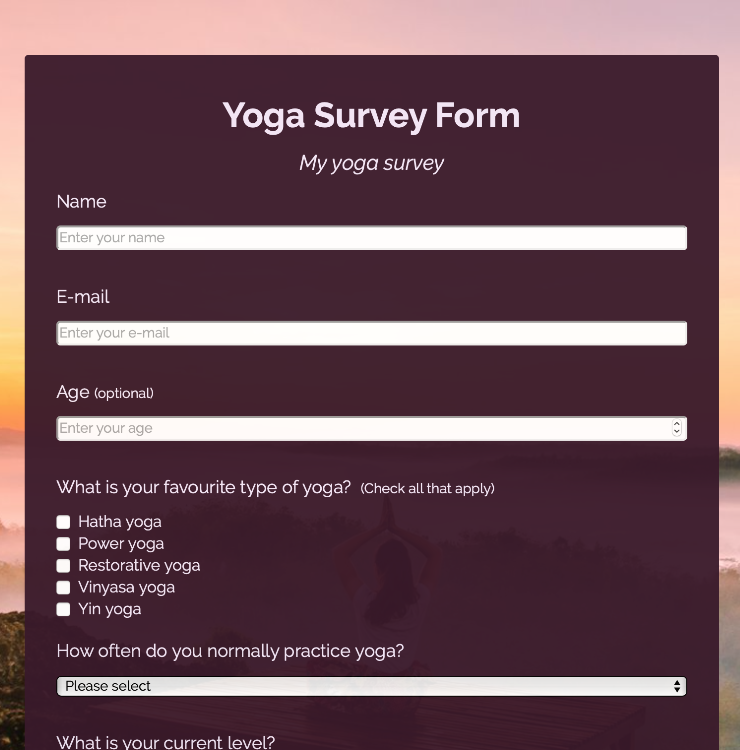 Yoga Survey Form
My yoga survey
Name
Enter your name
E-mail
Enter your e-mail
Age (optional)
Enter your age
What is your favourite type of yoga? (Check all that apply)
Hatha yoga
Power yoga
Restorative yoga
Vinyasa yoga
Yin yoga
How often do you normally practice yoga?
Please select
What is your current level?